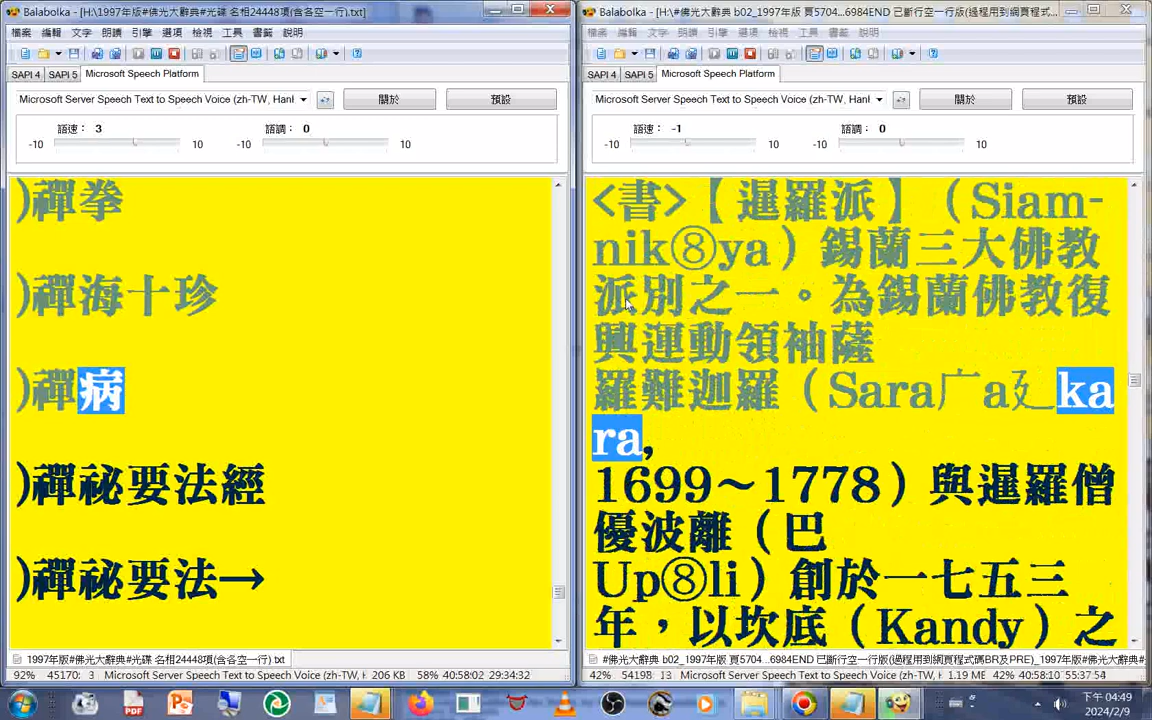 Balabolka - [H:\1997年版#佛光大辭典#光碟 名相24448項(含各空一行).txt]
檔案 編輯 文字 朗讀 引擎 選項 檢視 工具 書籤 說明
SAPI 4 SAPI 5 Microsoft Speech Platform
Microsoft Server Speech Text to Speech Voice (zh-TW, Hanl
關於 預設
語速： 3 語調： 0
-10 10 -10 10
)禪拳
)禪海十珍
)禪病
)禪祕要法經
)禪祕要法→
1997年版#佛光大辭典#光碟 名相24448項(含各空一行).txt
92% 45170: 3 Microsoft Server Speech Text to Speech Voice (zh-T 206 KB 58% 40:58:02 29:34:32
Balabolka - [H:\#佛光大辭典 b02_1997年版 頁5704...6984END 已斷行空一行版(過程用到網頁程式...
檔案 編輯 文字 朗讀 引擎 選項 檢視 工具 書籤 說明
SAPI 4 SAPI 5 Microsoft Speech Platform
Microsoft Server Speech Text to Speech Voice (zh-TW, Hanl
關於 預設
語速： -1 語調： 0
-10 10 -10 10
<書>【暹羅派】（Siam-
nik⑧ya）錫蘭三大佛教
派別之一。為錫蘭佛教復
興運動領袖薩
羅難迦羅（Sara广a廴ka
ra,
1699～1778）與暹羅僧
優波離（巴
Up⑧li）創於一七五三
年，以坎底（Kandy）之
#佛光大辭典 b02_1997年版 頁5704...6984END 已斷行空一行版(過程用到網頁程式碼BR及PRE)_1997年版#
42% 54198: 13 Microsoft Server Speech Text to Speech Voice (zh-T 1.19 ME 42% 40:58:10 55:37:54
PDF
下午 04:49
2024/2/9